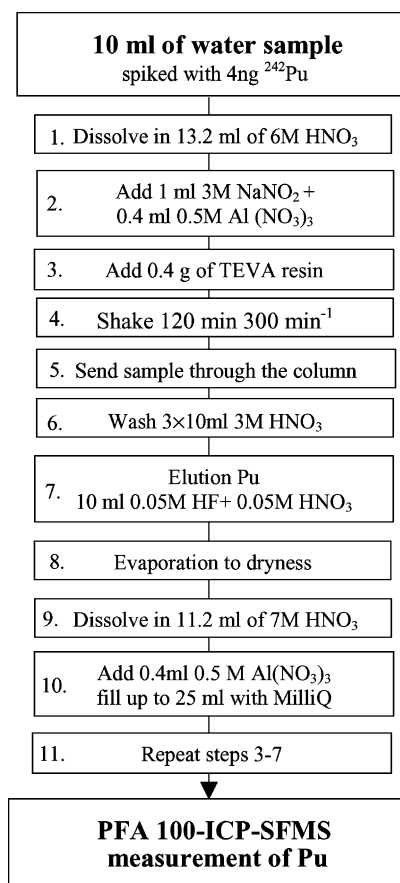 10 ml of water sample
spiked with 4ng ²⁴²Pu
1. Dissolve in 13.2 ml of 6M HNO₃
2. Add 1 ml 3M NaNO₂ +
0.4 ml 0.5M Al (NO₃)₃
3. Add 0.4 g of TEVA resin
4. Shake 120 min 300 min⁻¹
5. Send sample through the column
6. Wash 3×10ml 3M HNO₃
7. Elution Pu
10 ml 0.05M HF+ 0.05M HNO₃
8. Evaporation to dryness
9. Dissolve in 11.2 ml of 7M HNO₃
10. Add 0.4ml 0.5 M Al(NO₃)₃
fill up to 25 ml with MilliQ
11. Repeat steps 3-7
PFA 100-ICP-SFMS
measurement of Pu